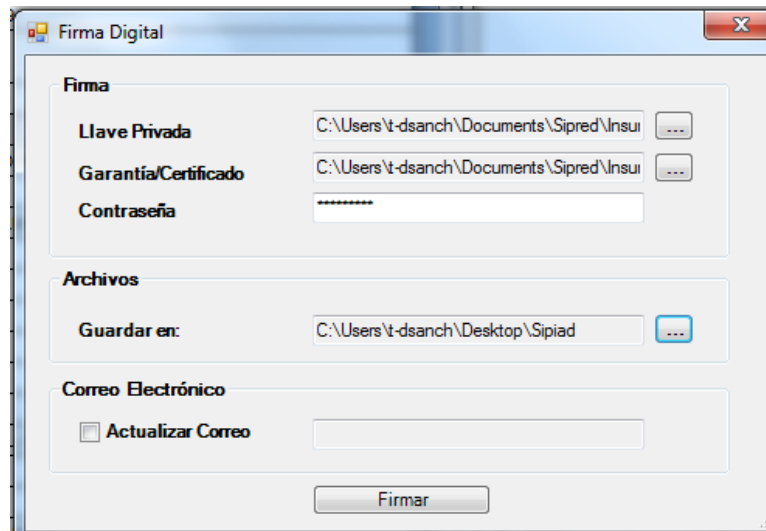 Firma Digital
Firma
Llave Privada C:\Users\t-dsanch\Documents\Sipred\Insu ...
Garantía/Certificado C:\Users\t-dsanch\Documents\Sipred\Insu ...
Contraseña *********
Archivos
Guardar en: C:\Users\t-dsanch\Desktop\Sipiad ...
Correo Electrónico
Actualizar Correo
Firmar